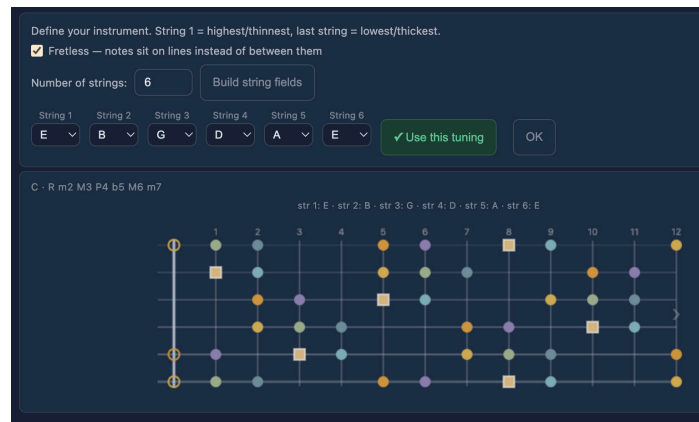 Define your instrument. String 1 = highest/thinnest, last string = lowest/thickest.
Fretless — notes sit on lines instead of between them
Number of strings: 6 Build string fields
String 1 String 2 String 3 String 4 String 5 String 6
E B G D A E ✓ Use this tuning OK
C · R m2 M3 P4 b5 M6 m7
str 1: E · str 2: B · str 3: G · str 4: D · str 5: A · str 6: E
1 2 3 4 5 6 7 8 9 10 11 12